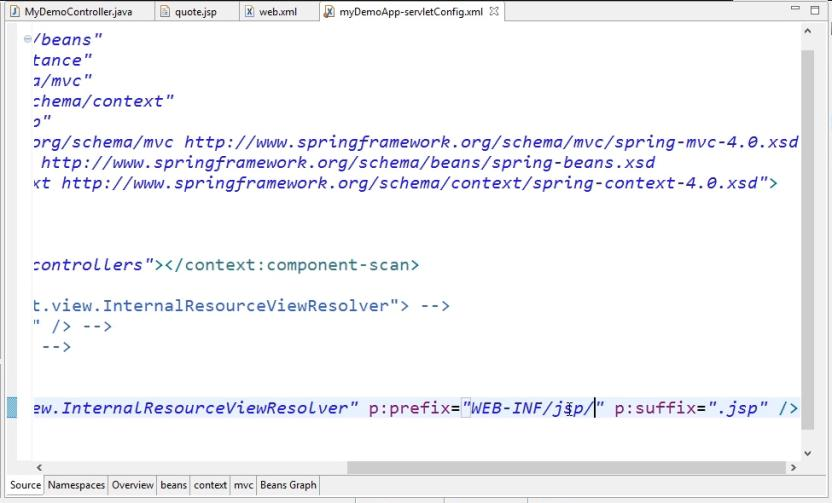 MyDemoController.java quote.jsp web.xml myDemoApp-servletConfig.xml
/beans"
tance"
a/mvc"
chema/context"
p"
org/schema/mvc http://www.springframework.org/schema/mvc/spring-mvc-4.0.xsd
http://www.springframework.org/schema/beans/spring-beans.xsd
xt http://www.springframework.org/schema/context/spring-context-4.0.xsd">
controllers"></context:component-scan>
t.view.InternalResourceViewResolver"> -->
" /> -->
-->
ew.InternalResourceViewResolver" p:prefix="WEB-INF/jsp/" p:suffix=".jsp" />
Source Namespaces Overview beans context mvc Beans Graph